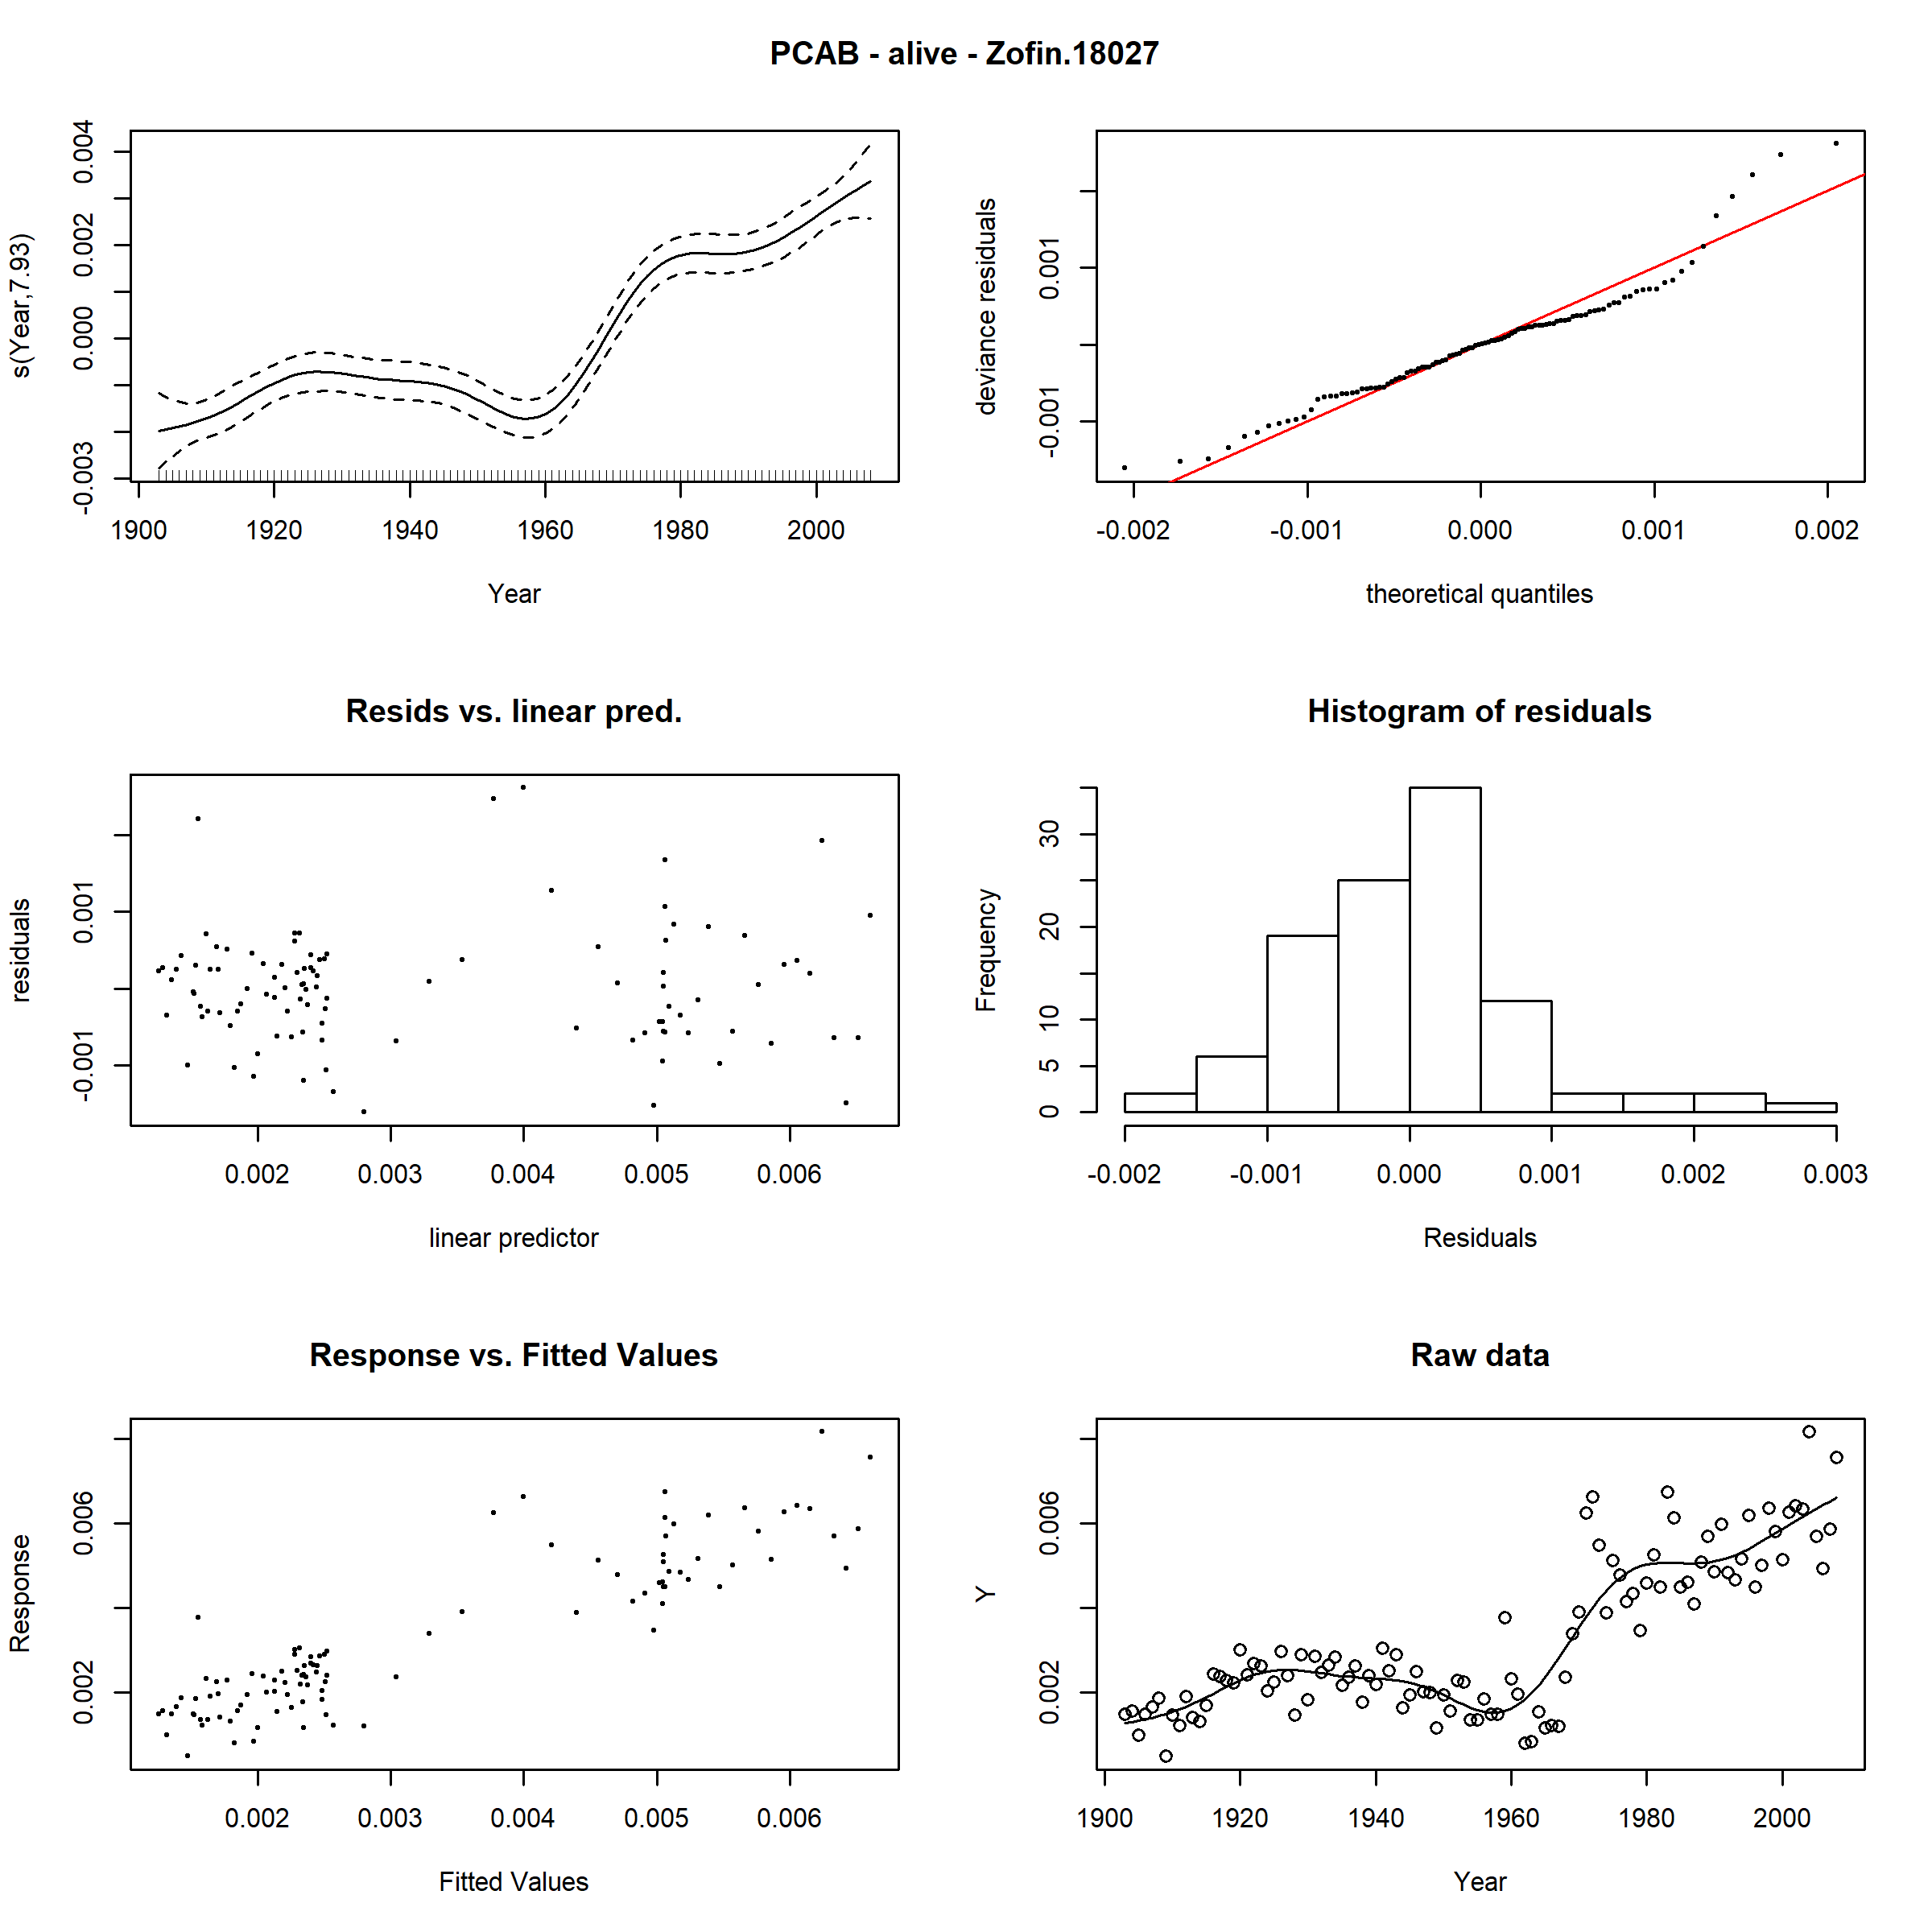 PCAB - alive - Zofin.18027
s(Year,7.93)
0.004
0.002
0.000
-0.003
1900 1920 1940 1960 1980 2000
Year
deviance residuals
0.001
-0.001
-0.002 -0.001 0.000 0.001 0.002
theoretical quantiles
Resids vs. linear pred.
residuals
0.001
-0.001
0.002 0.003 0.004 0.005 0.006
linear predictor
Histogram of residuals
Frequency
30
20
10
5
0
-0.002 -0.001 0.000 0.001 0.002 0.003
Residuals
Response vs. Fitted Values
Response
0.006
0.002
0.002 0.003 0.004 0.005 0.006
Fitted Values
Raw data
Y
0.006
0.002
1900 1920 1940 1960 1980 2000
Year